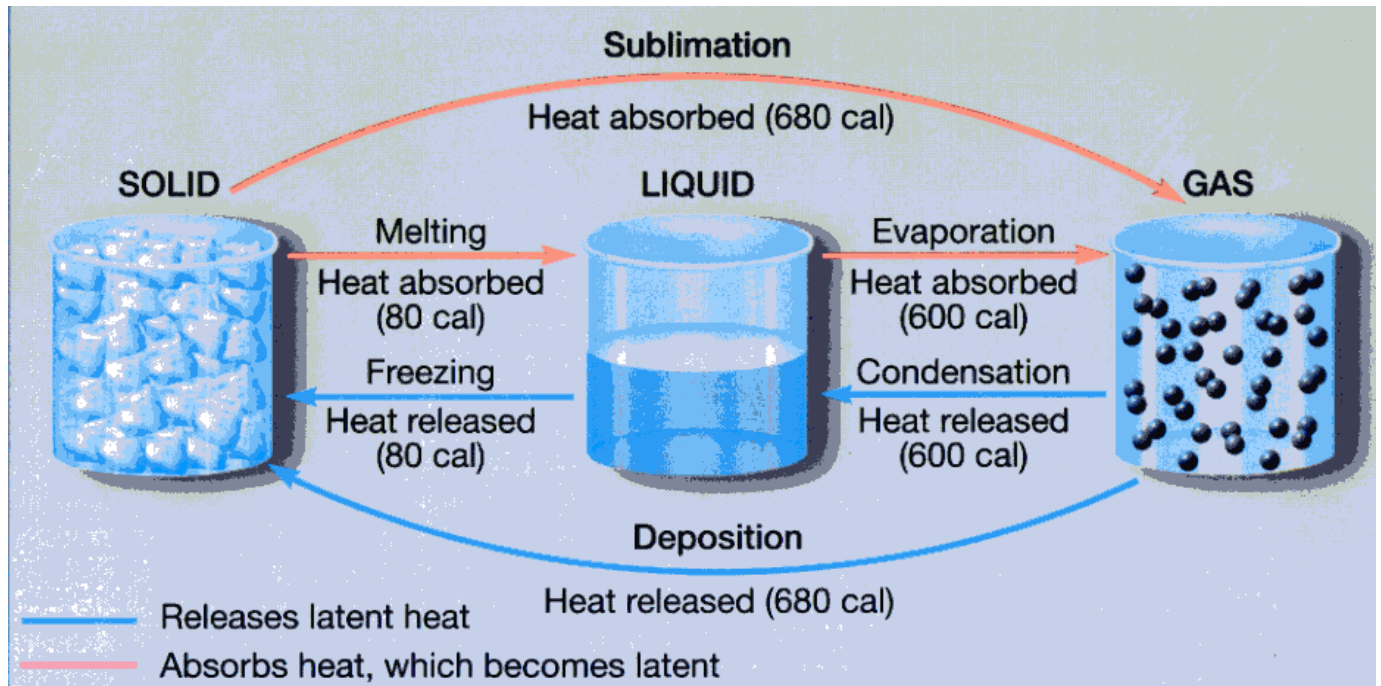 Sublimation
Heat absorbed (680 cal)
SOLID
LIQUID
GAS
Melting
Heat absorbed
(80 cal)
Evaporation
Heat absorbed
(600 cal)
Freezing
Heat released
(80 cal)
Condensation
Heat released
(600 cal)
Deposition
Heat released (680 cal)
Releases latent heat
Absorbs heat, which becomes latent